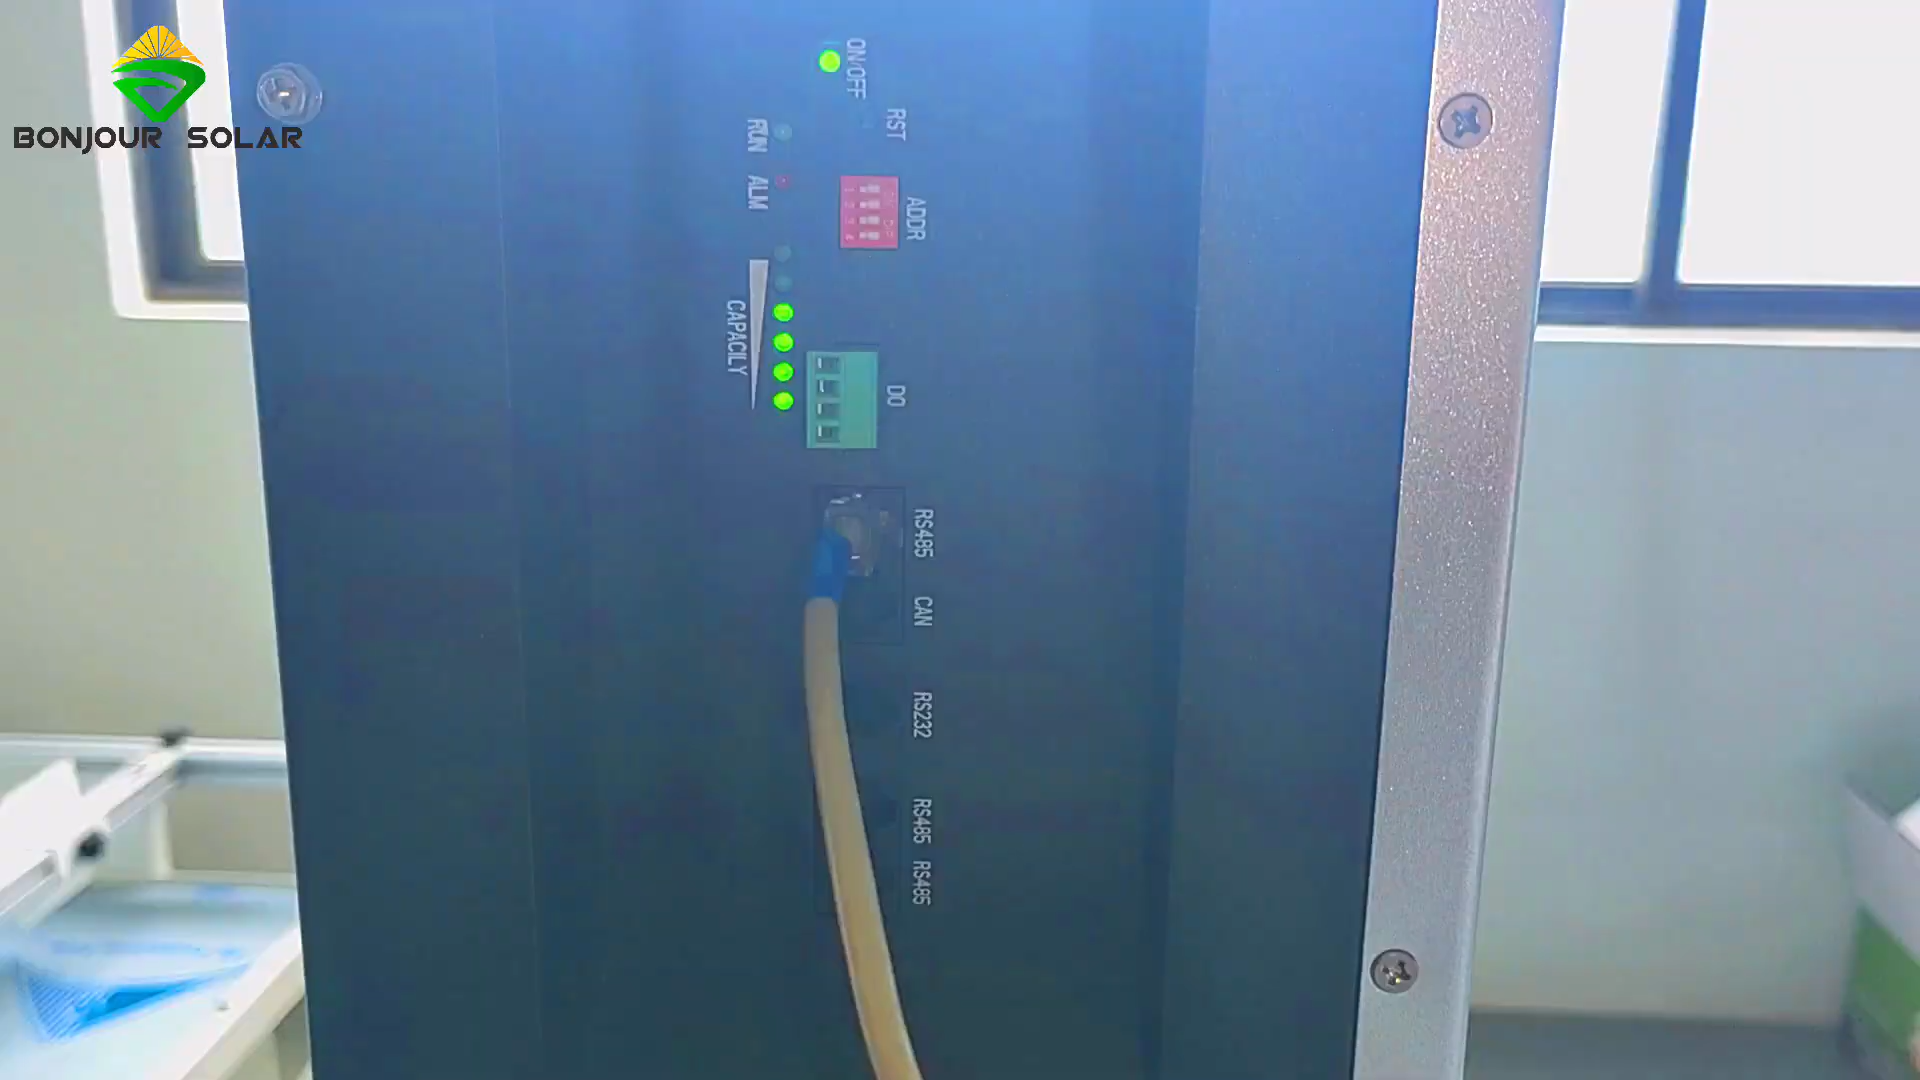 BONJOUR SOLAR
ON/OFF
RST
RUN
ALM
ADDR
CAPACILY
DO
RS485
CAN
RS232
RS485
RS485